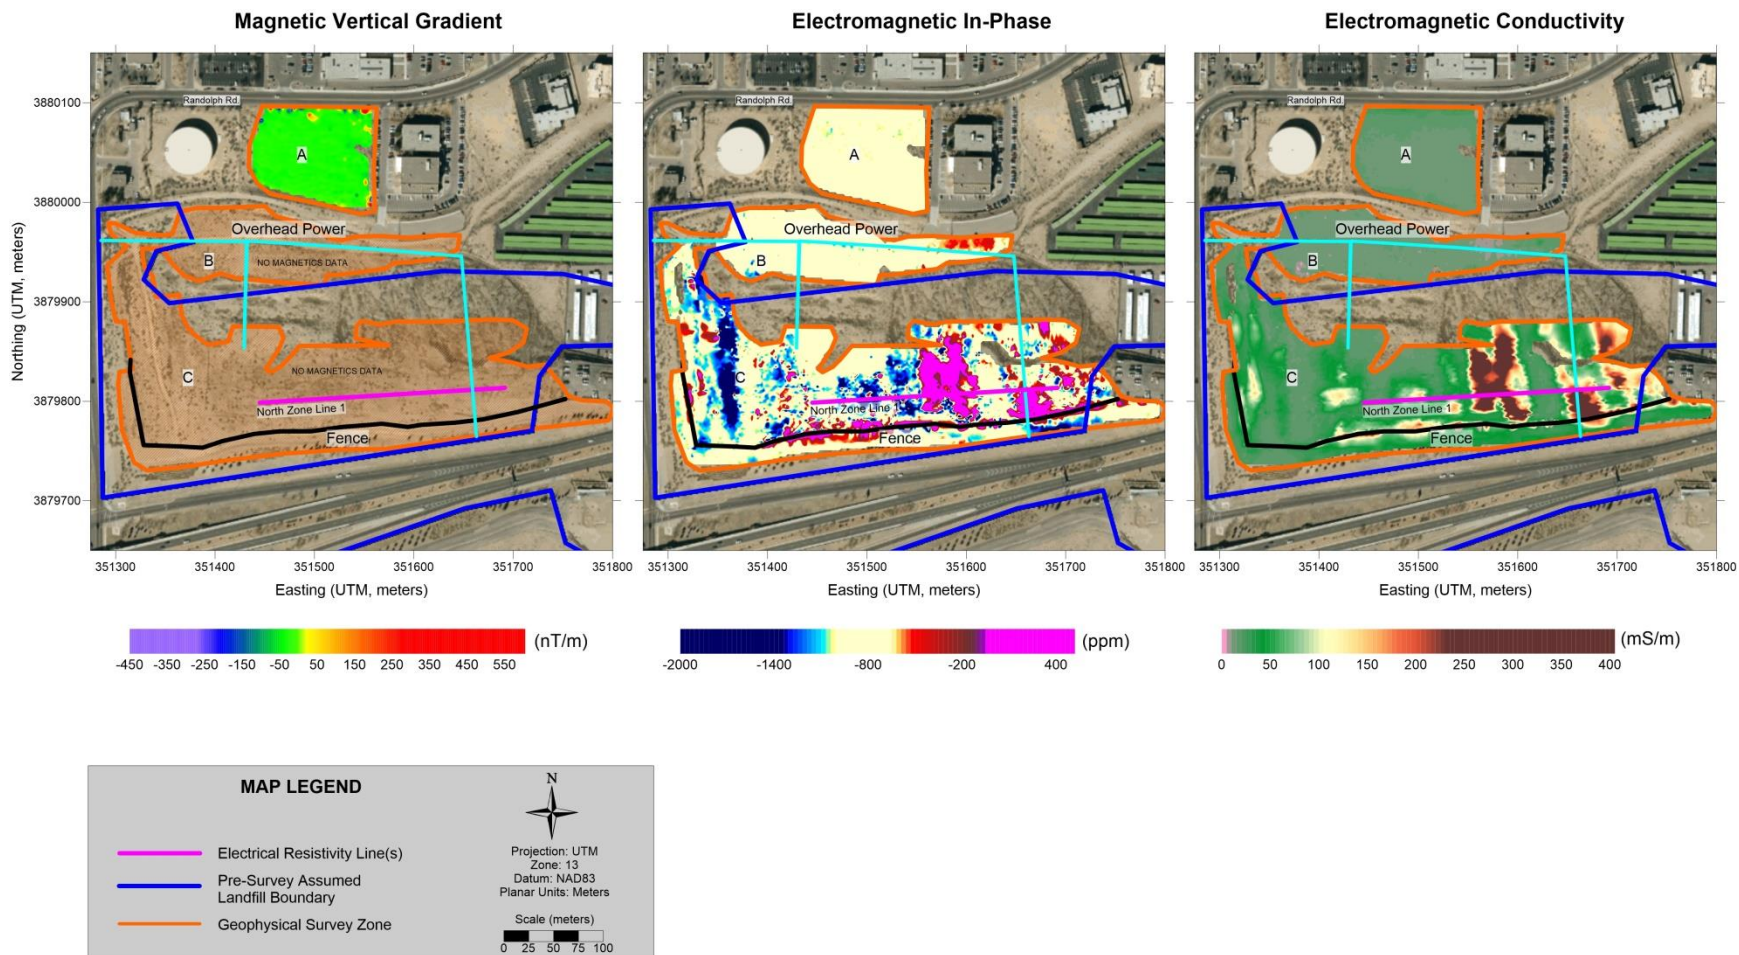 Magnetic Vertical Gradient
Electromagnetic In-Phase
Electromagnetic Conductivity
Northing (UTM, meters)
3880100
3880000
3879900
3879800
3879700
Randolph Rd.
A
Overhead Power
B
NO MAGNETICS DATA
NO MAGNETICS DATA
C
North Zone Line 1
Fence
351300 351400 351500 351600 351700 351800
Easting (UTM, meters)
Randolph Rd.
A
Overhead Power
B
C
North Zone Line 1
Fence
351300 351400 351500 351600 351700 351800
Easting (UTM, meters)
Randolph Rd.
A
Overhead Power
B
C
North Zone Line 1
Fence
351300 351400 351500 351600 351700 351800
Easting (UTM, meters)
(nT/m)
-450 -350 -250 -150 -50 50 150 250 350 450 550
(ppm)
-2000 -1400 -800 -200 400
(mS/m)
0 50 100 150 200 250 300 350 400
MAP LEGEND
Electrical Resistivity Line(s)
Pre-Survey Assumed
Landfill Boundary
Geophysical Survey Zone
N
Projection: UTM
Zone: 13
Datum: NAD83
Planar Units: Meters
Scale (meters)
0 25 50 75 100